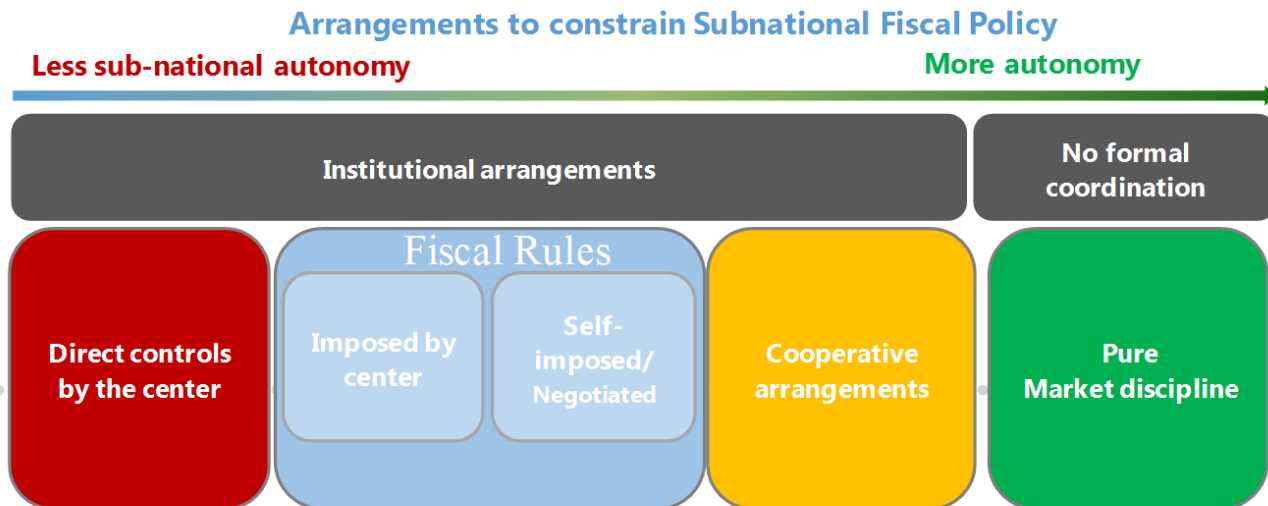 Arrangements to constrain Subnational Fiscal Policy
Less sub-national autonomy
More autonomy
Institutional arrangements
No formal
coordination
Direct controls
by the center
Fiscal Rules
Imposed by
center
Self-
imposed/
Negotiated
Cooperative
arrangements
Pure
Market discipline